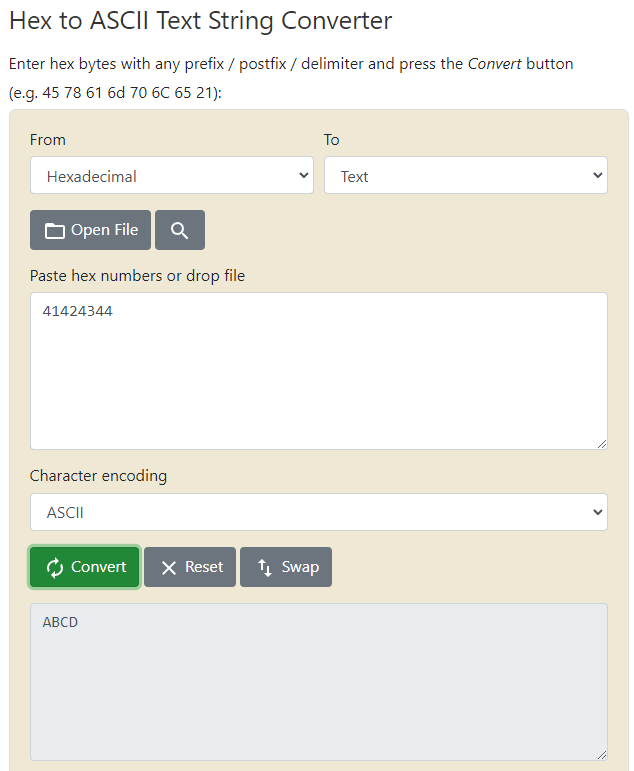 Hex to ASCII Text String Converter
Enter hex bytes with any prefix / postfix / delimiter and press the Convert button
(e.g. 45 78 61 6d 70 6C 65 21):
From To
Hexadecimal Text
Open File
Paste hex numbers or drop file
41424344
Character encoding
ASCII
Convert Reset Swap
ABCD